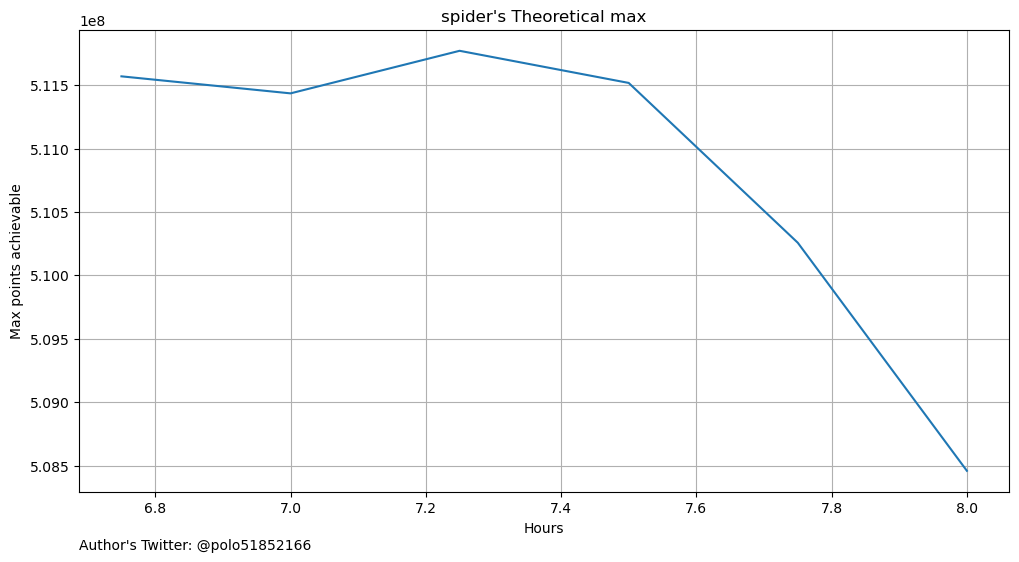 spider's Theoretical max
1e8
5.115
5.110
5.105
5.100
5.095
5.090
5.085
Max points achievable
6.8 7.0 7.2 7.4 7.6 7.8 8.0
Hours
Author's Twitter: @polo51852166